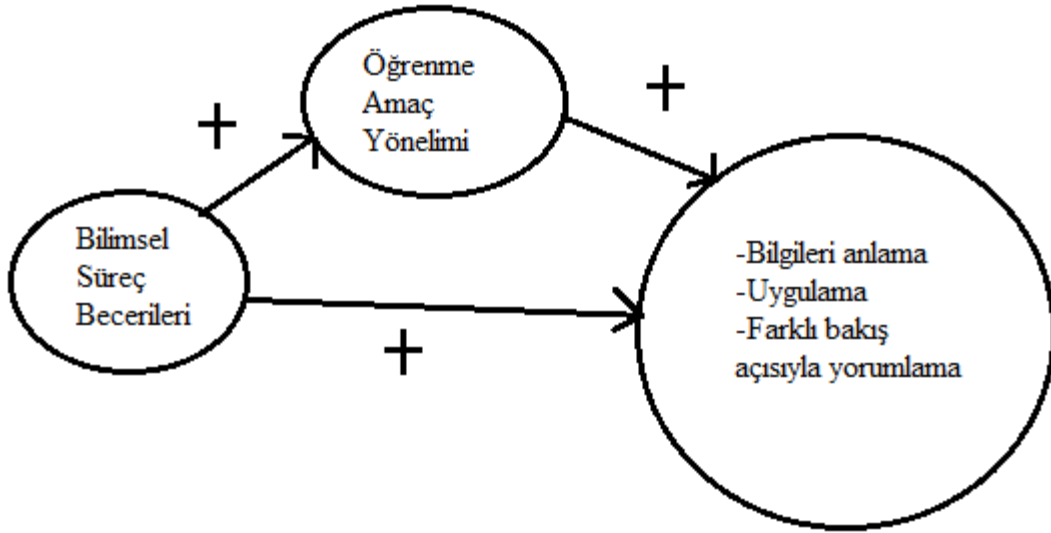 Öğrenme
Amaç
Yönelimi
+
+
Bilimsel
Süreç
Becerileri
+
-Bilgileri anlama
-Uygulama
-Farklı bakış
açısıyla yorumlama